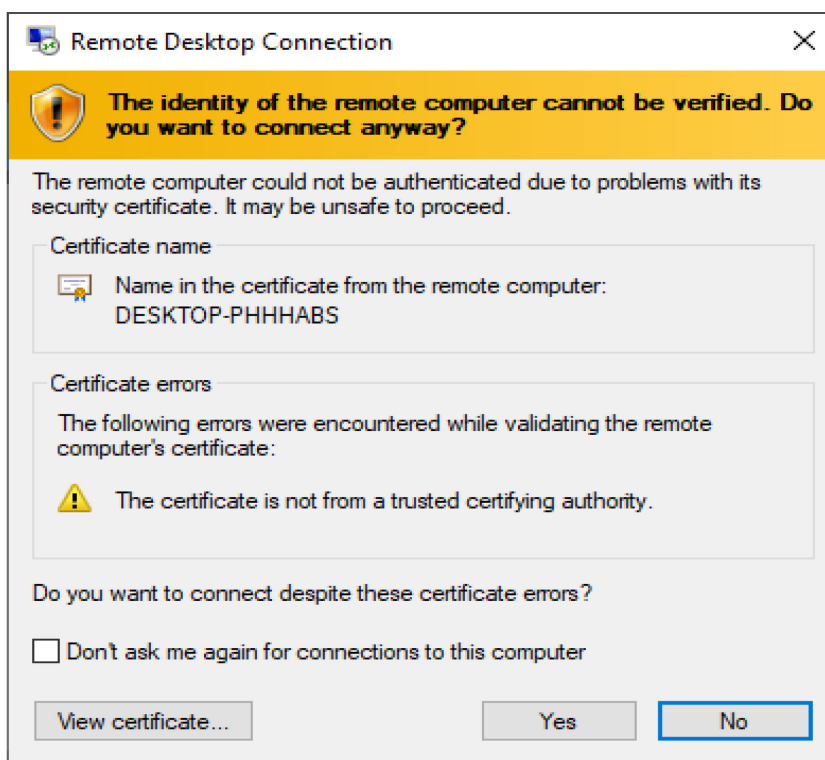 Remote Desktop Connection
The identity of the remote computer cannot be verified. Do
you want to connect anyway?
The remote computer could not be authenticated due to problems with its
security certificate. It may be unsafe to proceed.
Certificate name
Name in the certificate from the remote computer:
DESKTOP-PHHHABS
Certificate errors
The following errors were encountered while validating the remote
computer's certificate:
The certificate is not from a trusted certifying authority.
Do you want to connect despite these certificate errors?
Don't ask me again for connections to this computer
View certificate... Yes No